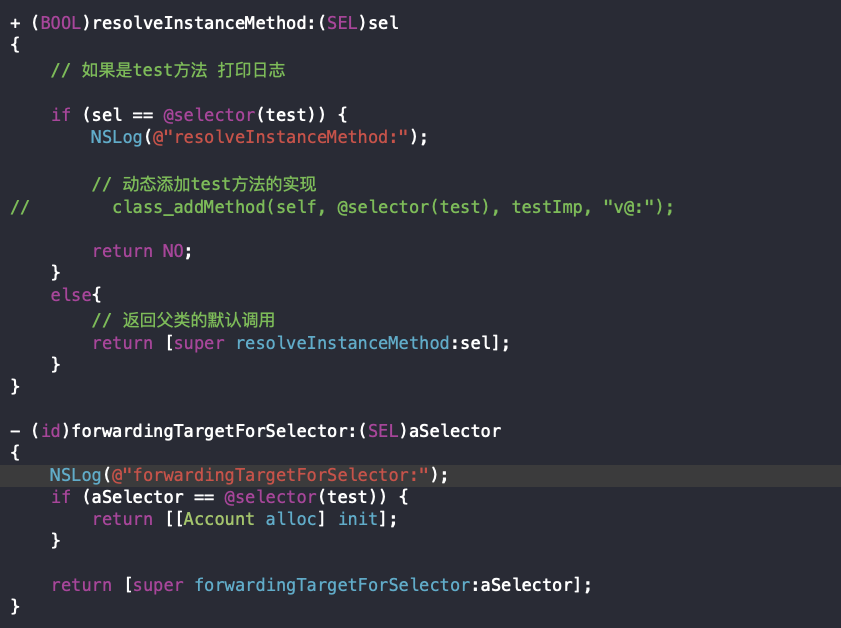 + (BOOL)resolveInstanceMethod:(SEL)sel
{
    // 如果是test方法 打印日志
    if (sel == @selector(test)) {
        NSLog(@"resolveInstanceMethod:");
        // 动态添加test方法的实现
//        class_addMethod(self, @selector(test), testImp, "v@:");
        return NO;
    }
    else{
        // 返回父类的默认调用
        return [super resolveInstanceMethod:sel];
    }
}
- (id)forwardingTargetForSelector:(SEL)aSelector
{
    NSLog(@"forwardingTargetForSelector:");
    if (aSelector == @selector(test)) {
        return [[Account alloc] init];
    }
    return [super forwardingTargetForSelector:aSelector];
}